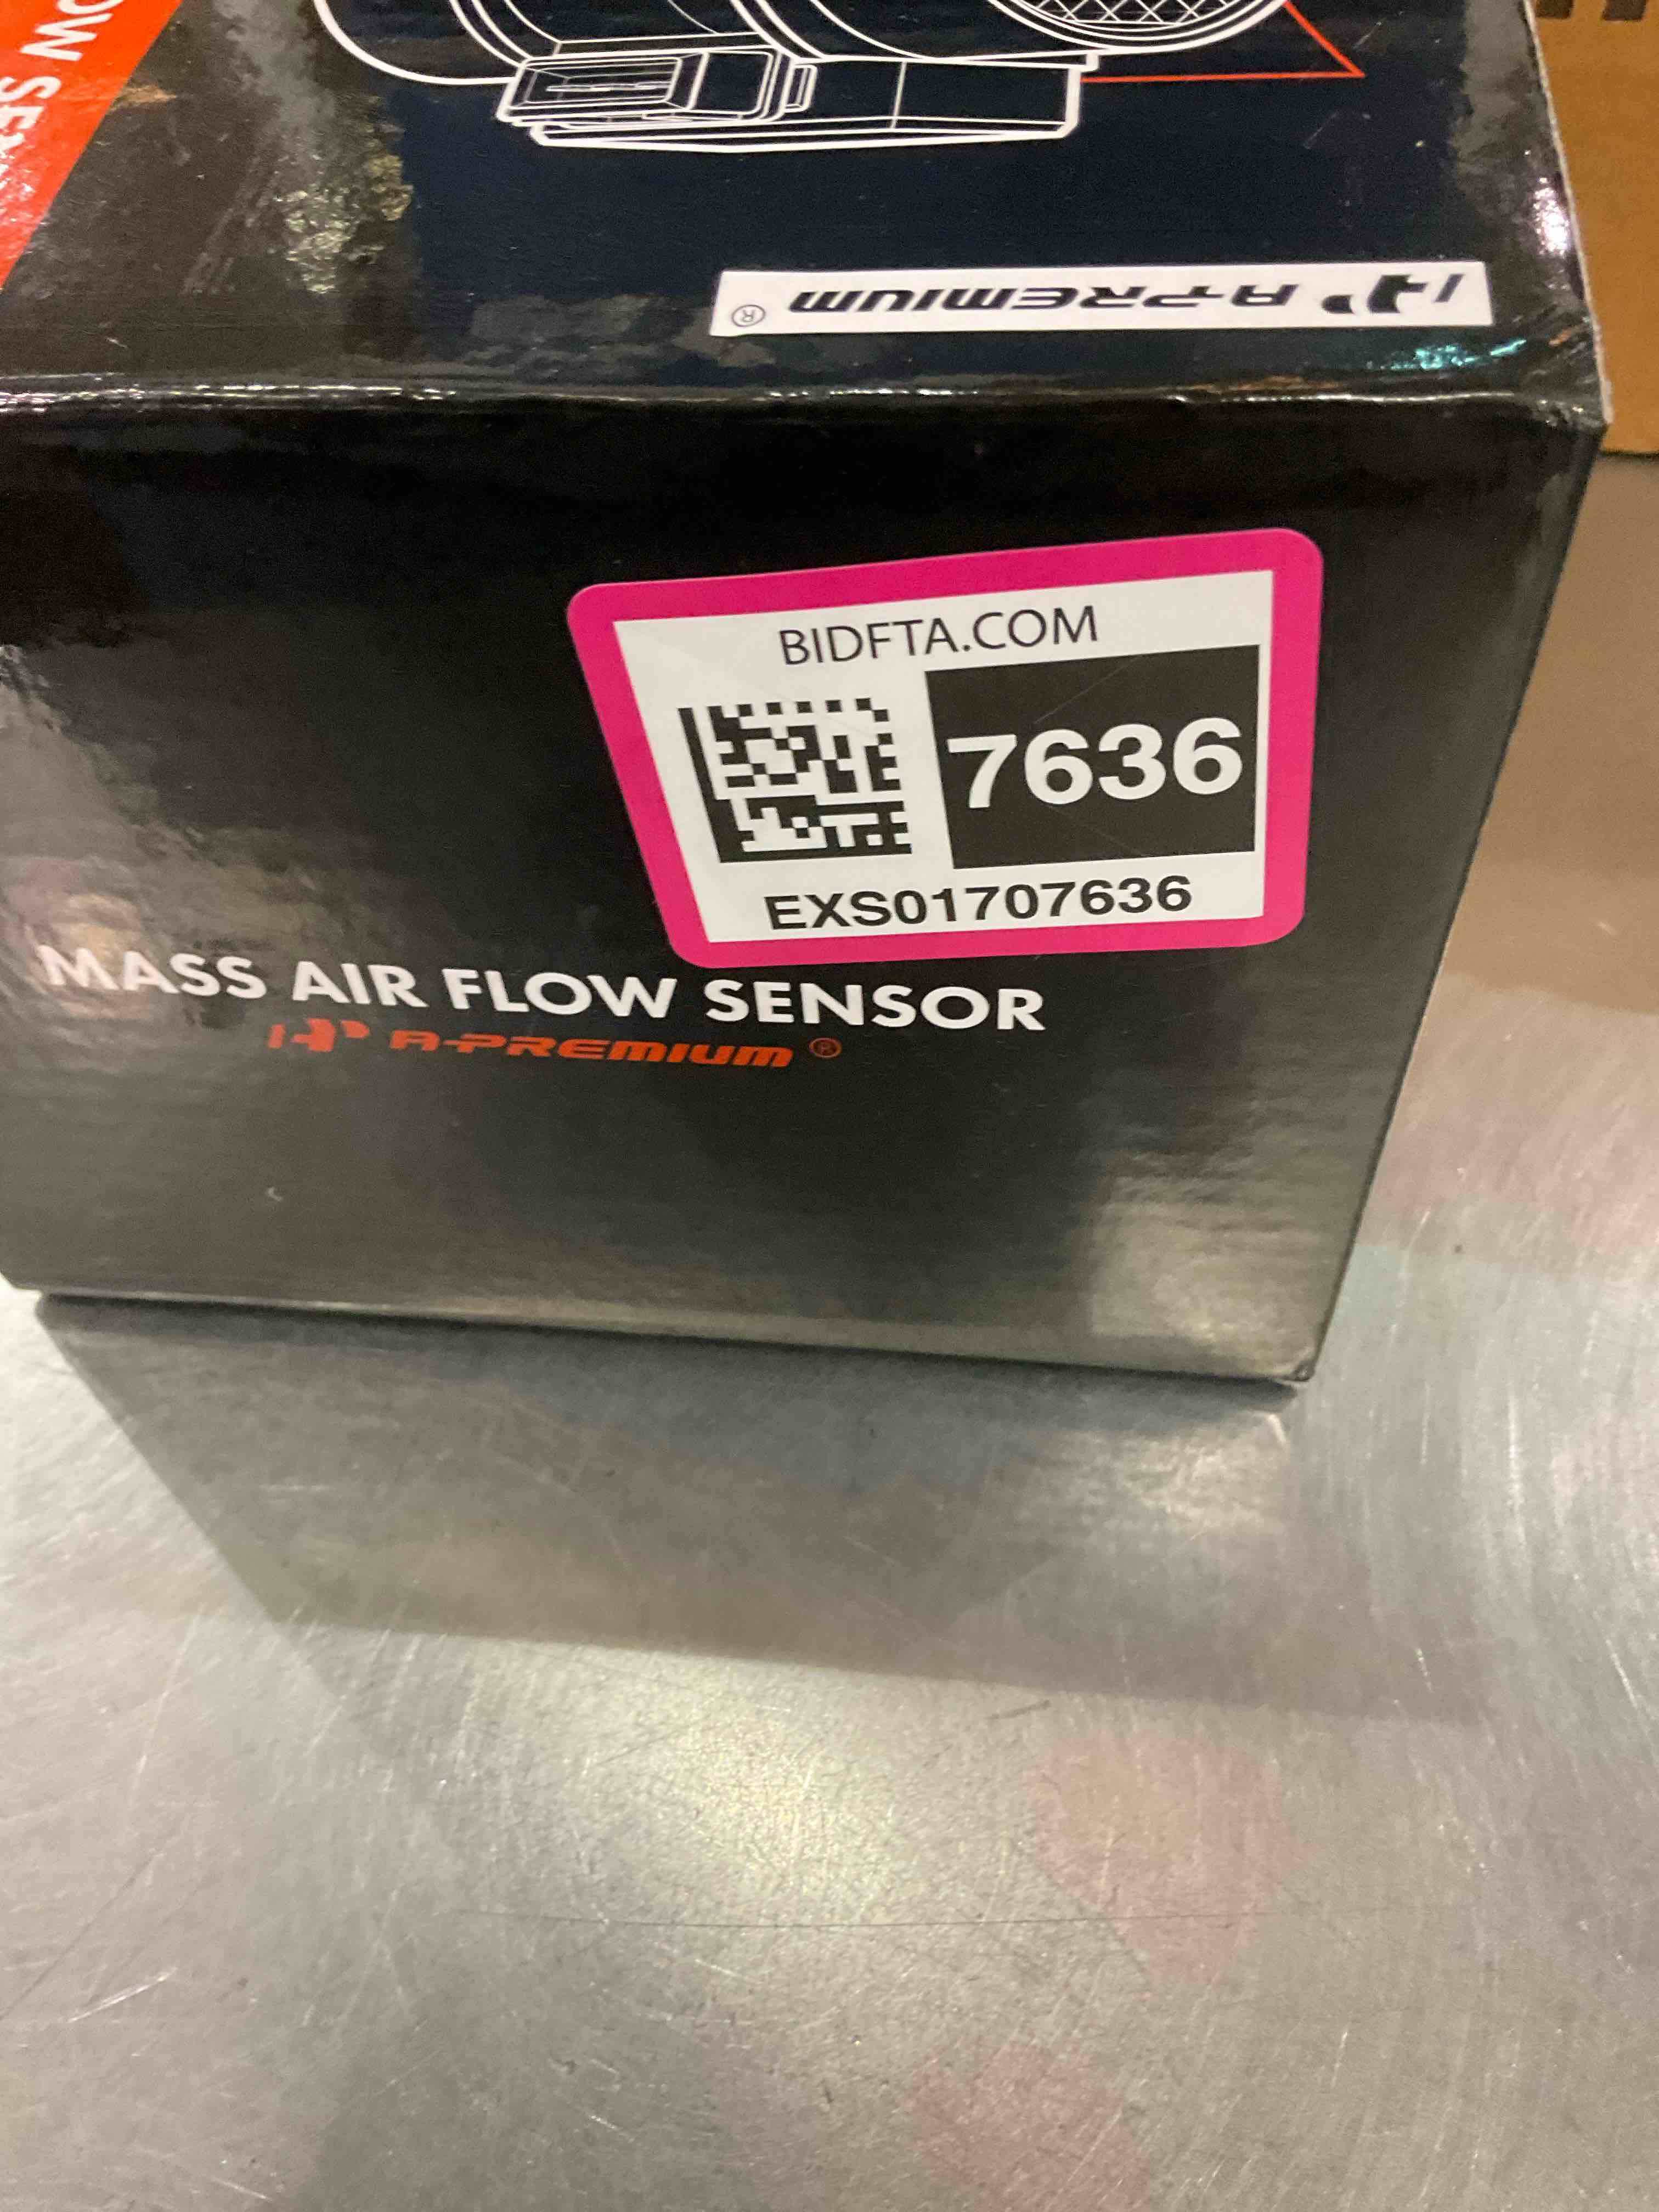 A-PREMIUM ®
BIDFTA.COM
7636
EXS01707636
MASS AIR FLOW SENSOR
A-PREMIUM ®